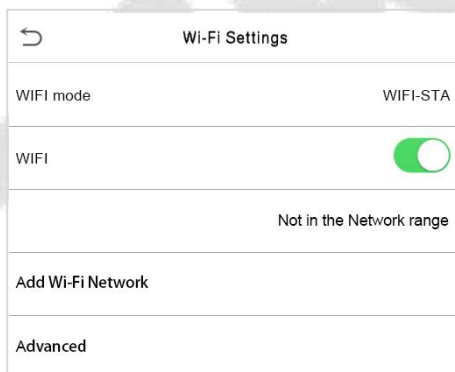 Wi-Fi Settings
WIFI mode WIFI-STA
WIFI
Not in the Network range
Add Wi-Fi Network
Advanced